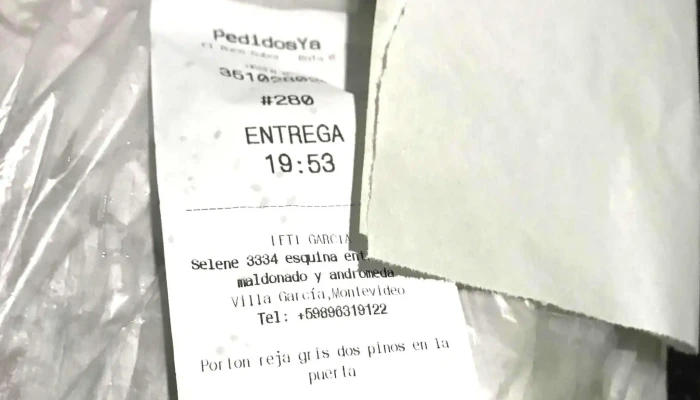 PedidosYa
#280
ENTREGA
19:53
GARCIA
Selene 3334 esquina
maldonado y andromeda
Villa García,Montevideo
Tel: +59896319122
Porton reja gris dos pinos en la
puerta